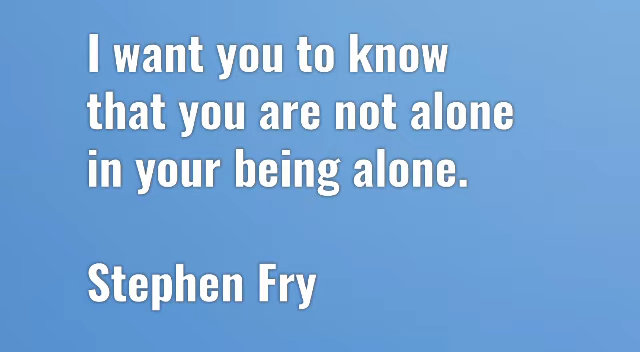 I want you to know
that you are not alone
in your being alone.
Stephen Fry